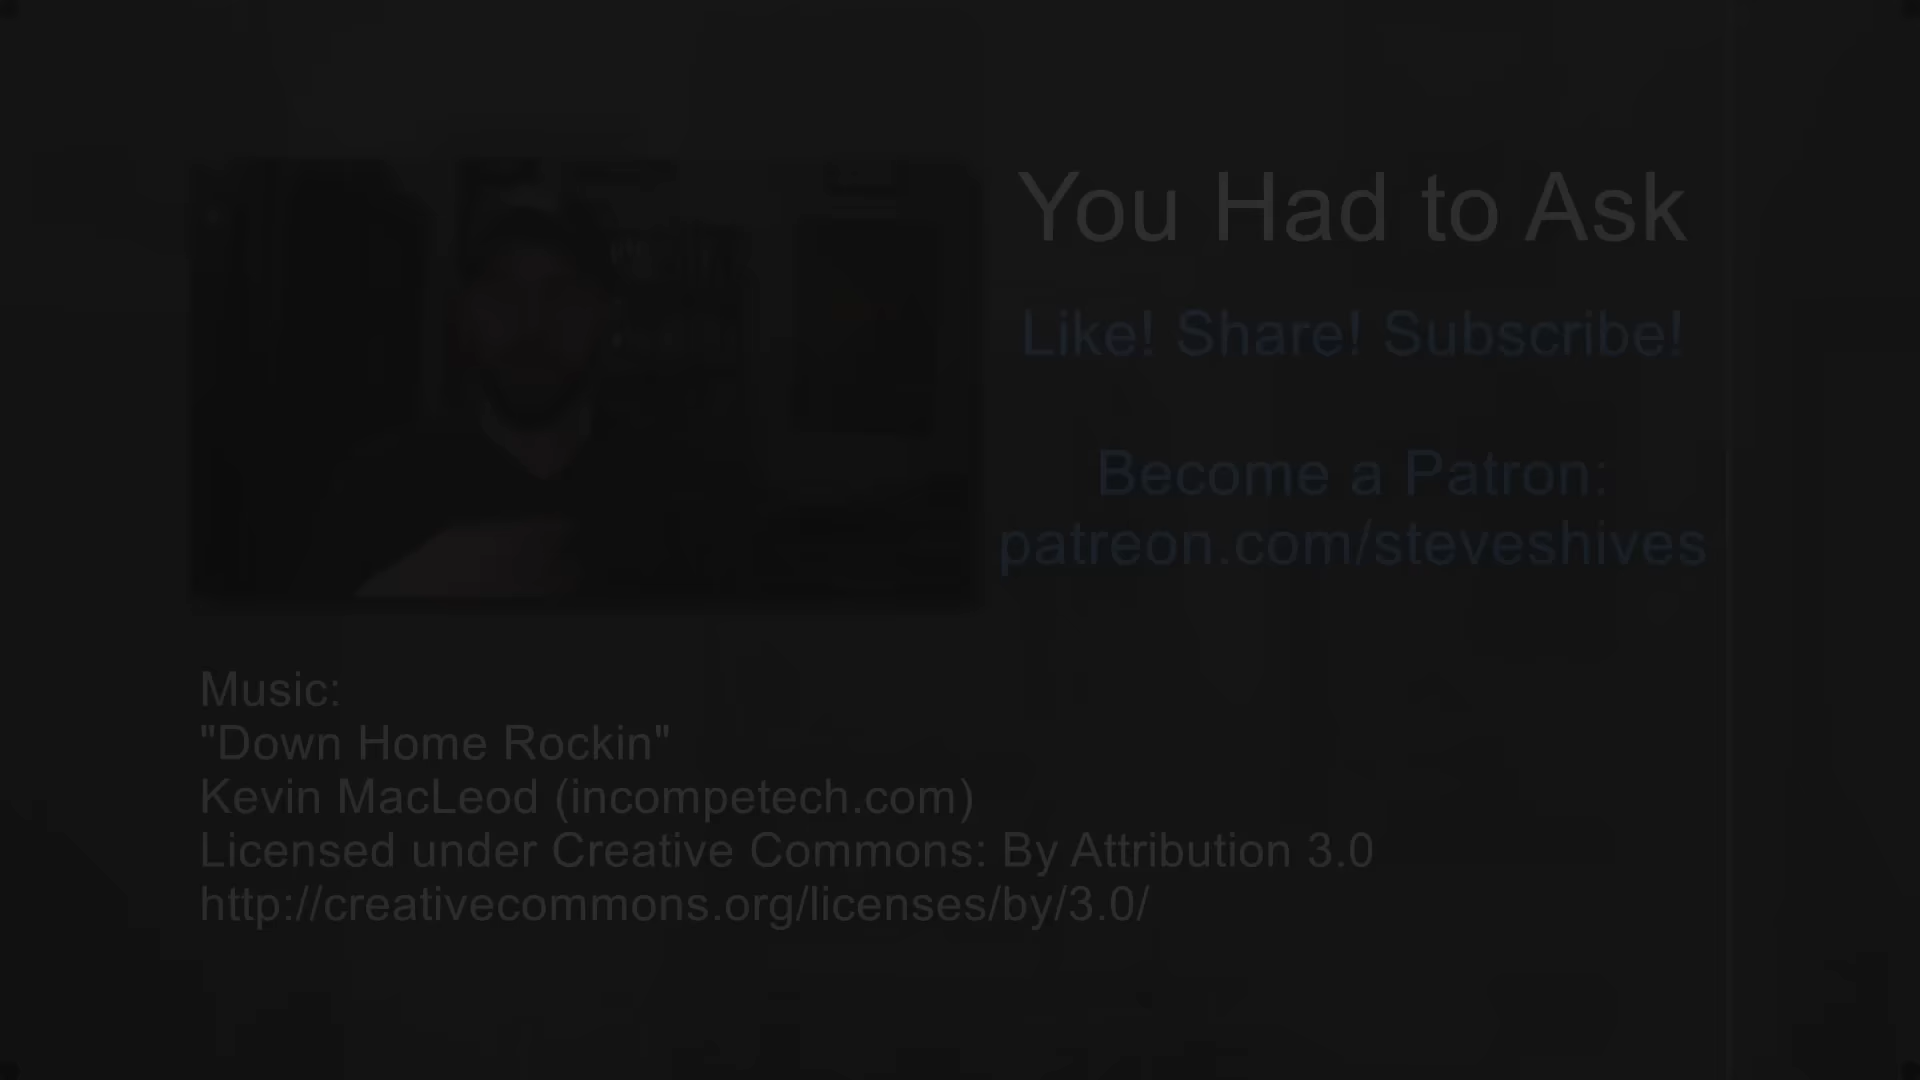 You Had to Ask
Like! Share! Subscribe!
Become a Patron:
patreon.com/steveshives
Music:
"Down Home Rockin"
Kevin MacLeod (incompetech.com)
Licensed under Creative Commons: By Attribution 3.0
http://creativecommons.org/licenses/by/3.0/